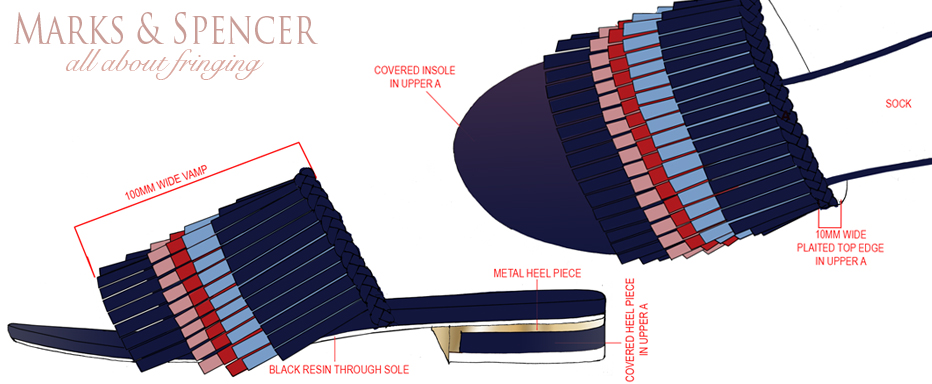 MARKS & SPENCER
all about fringing
COVERED INSOLE
IN UPPER A
SOCK
100MM WIDE VAMP
10MM WIDE
PLAITED TOP EDGE
IN UPPER A
METAL HEEL PIECE
COVERED HEEL PIECE
IN UPPER A
BLACK RESIN THROUGH SOLE